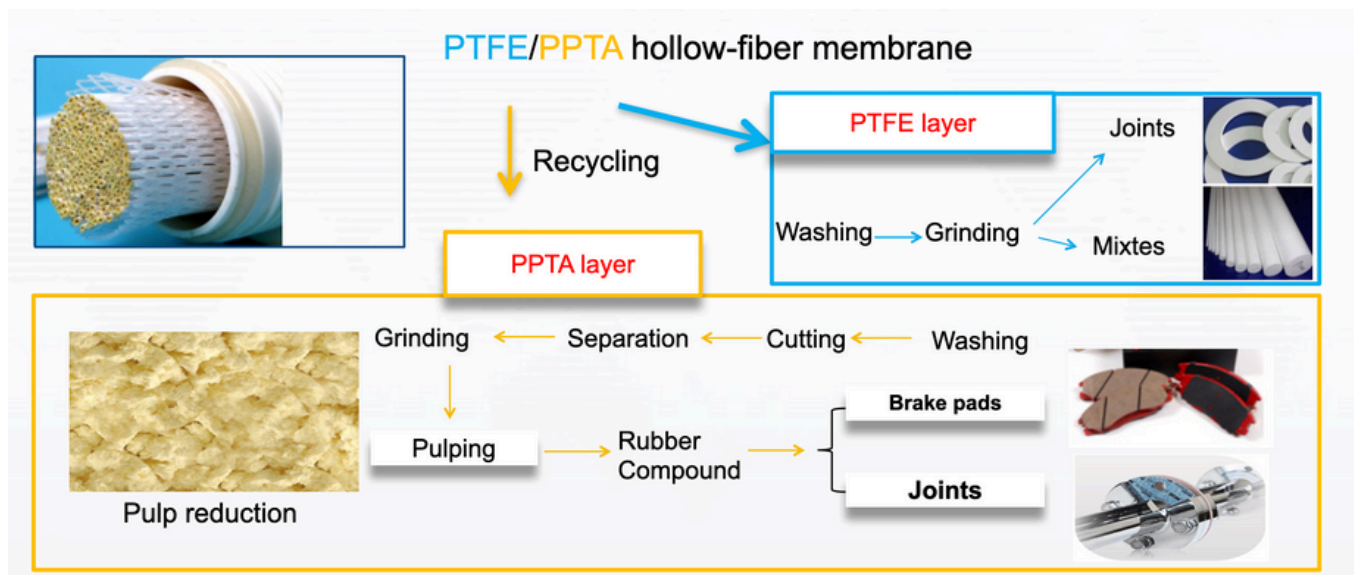 PTFE/PPTA hollow-fiber membrane
Recycling
PTFE layer
Joints
Washing
Grinding
Mixtes
PPTA layer
Grinding
Separation
Cutting
Washing
Pulping
Rubber
Compound
Brake pads
Joints
Pulp reduction